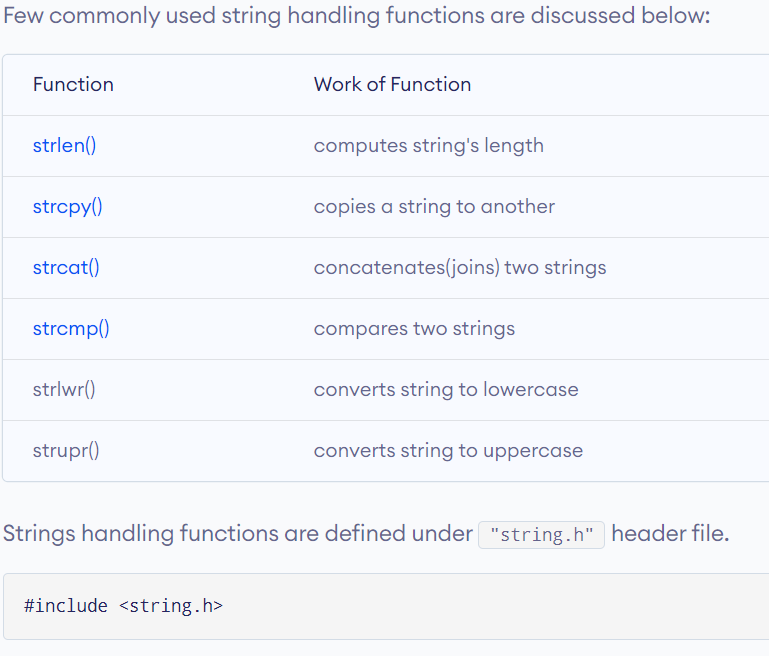 Few commonly used string handling functions are discussed below:
Function Work of Function
strlen() computes string's length
strcpy() copies a string to another
strcat() concatenates(joins) two strings
strcmp() compares two strings
strlwr() converts string to lowercase
strupr() converts string to uppercase
Strings handling functions are defined under "string.h" header file.
#include <string.h>